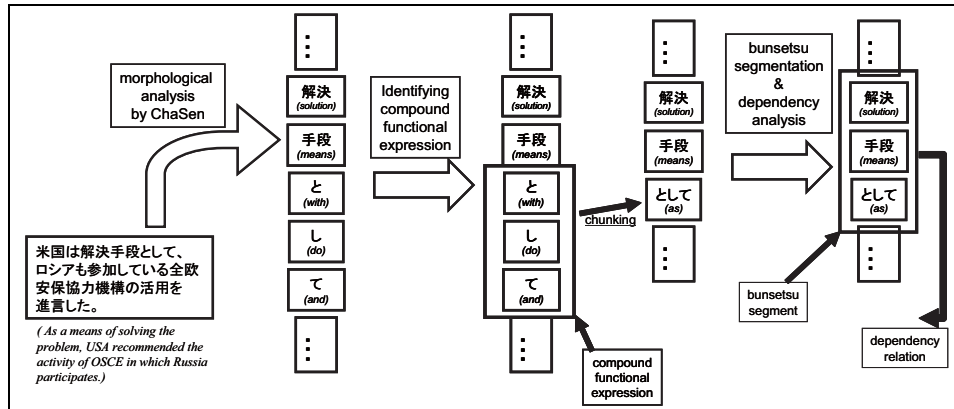 morphological
analysis
by ChaSen
米国は解決手段として、
ロシアも参加している全欧
安保協力機構の活用を
進言した。
( As a means of solving the
problem, USA recommended the
activity of OSCE in which Russia
participates.)
⋮
解決
(solution)
手段
(means)
と
(with)
し
(do)
て
(and)
⋮
Identifying
compound
functional
expression
⋮
解決
(solution)
手段
(means)
と
(with)
し
(do)
て
(and)
⋮
compound
functional
expression
chunking
⋮
解決
(solution)
手段
(means)
として
(as)
⋮
bunsetsu
segmentation
&
dependency
analysis
⋮
解決
(solution)
手段
(means)
として
(as)
⋮
bunsetsu
segment
dependency
relation